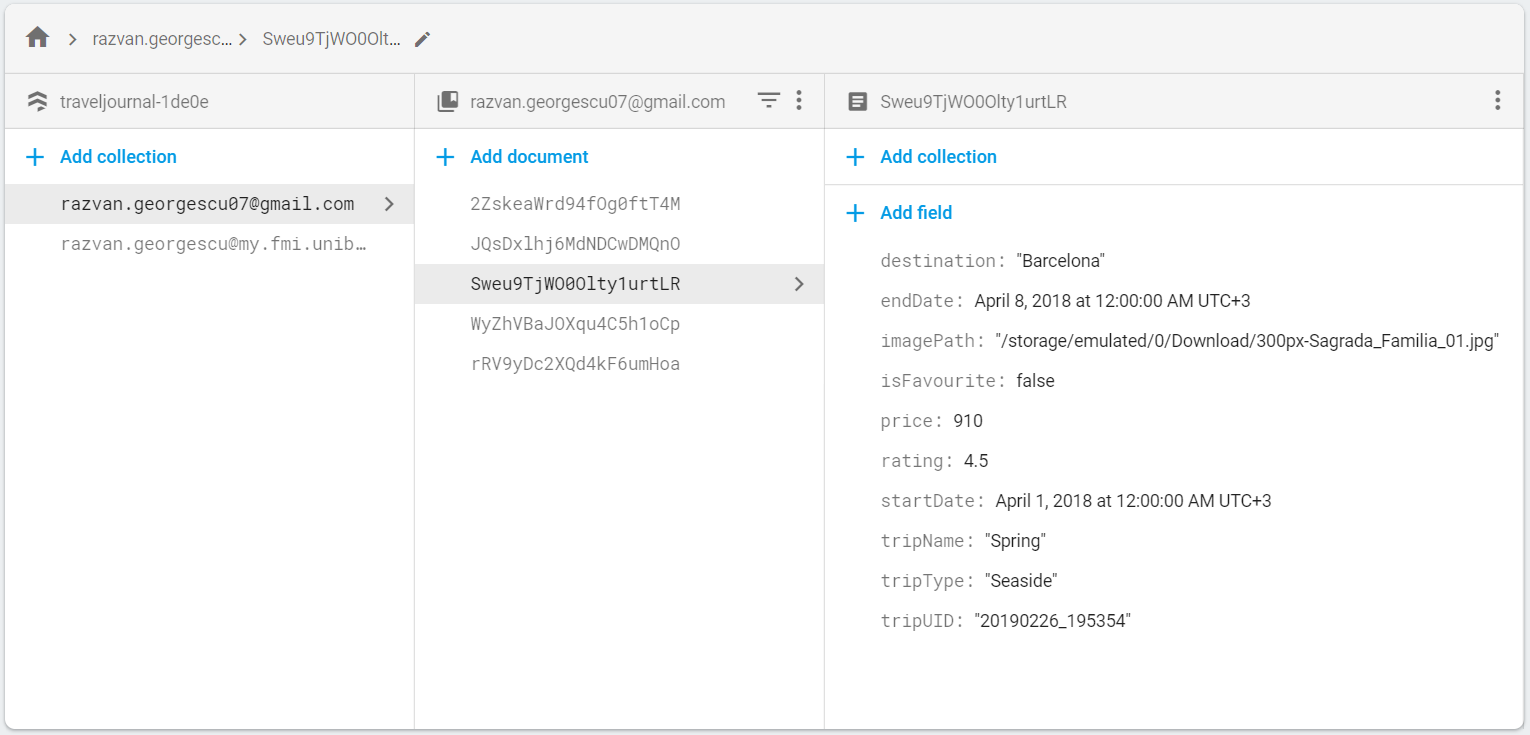 razvan.georgesc... Sweu9TjWO0Olt...
traveljournal-1de0e
Add collection
razvan.georgescu07@gmail.com
razvan.georgescu@my.fmi.unib…
razvan.georgescu07@gmail.com
Add document
2ZskeaWrd94fOg0ftT4M
JQsDxlhj6MdNDCwDMQnO
Sweu9TjWO0Olty1urtLR
WyZhVBaJOXqu4C5h1oCp
rRV9yDc2XQd4kF6umHoa
Sweu9TjWO0Olty1urtLR
Add collection
Add field
destination: "Barcelona"
endDate: April 8, 2018 at 12:00:00 AM UTC+3
imagePath: "/storage/emulated/0/Download/300px-Sagrada_Familia_01.jpg"
isFavourite: false
price: 910
rating: 4.5
startDate: April 1, 2018 at 12:00:00 AM UTC+3
tripName: "Spring"
tripType: "Seaside"
tripUID: "20190226_195354"